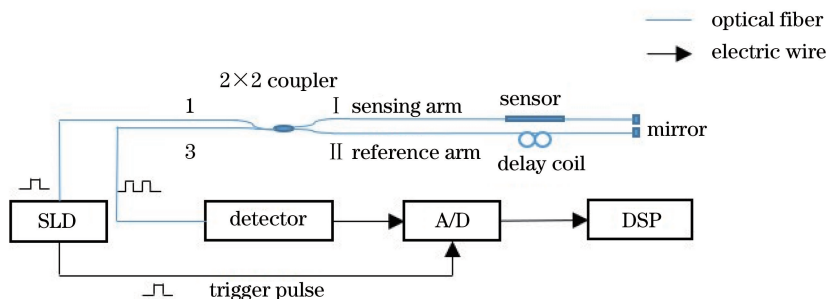 optical fiber
electric wire
2×2 coupler
1
Ⅰ sensing arm
sensor
mirror
3
Ⅱ reference arm
delay coil
SLD
detector
A/D
DSP
trigger pulse